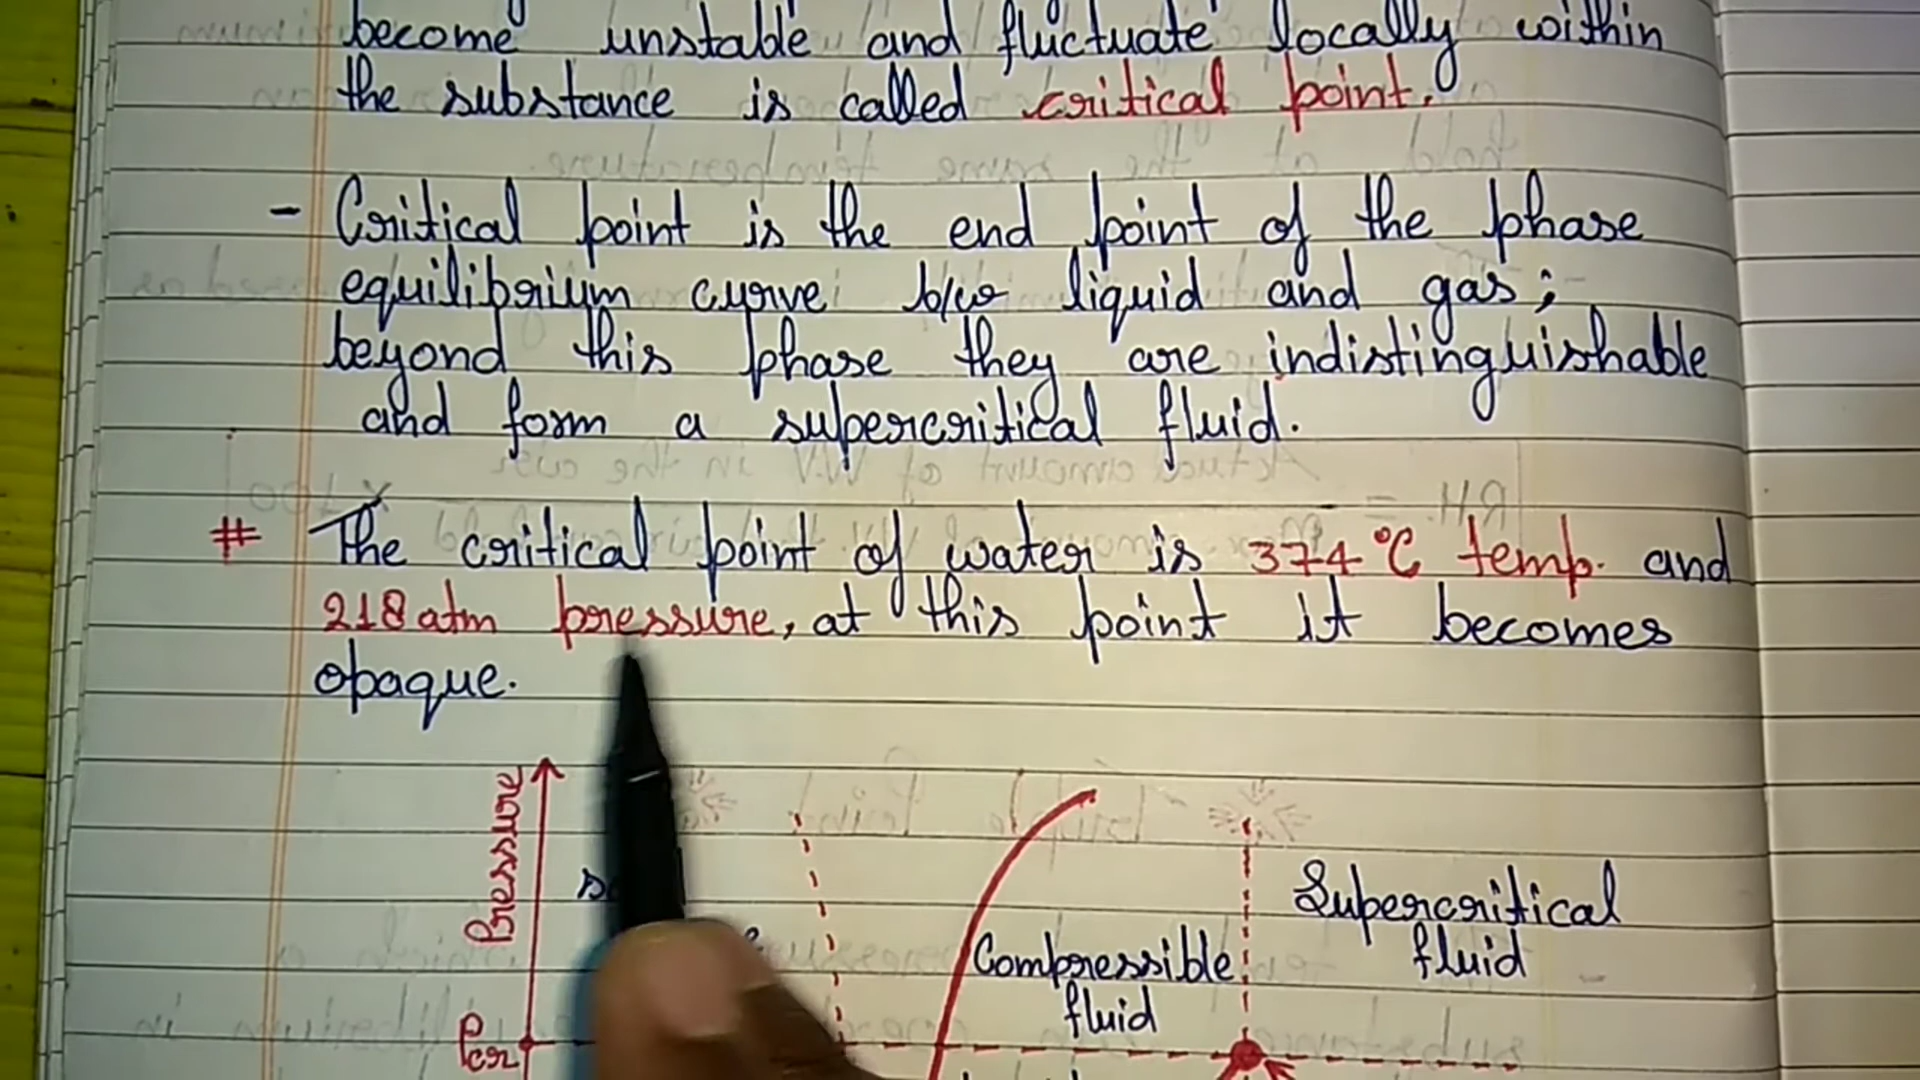 become unstable and fluctuate locally within
the substance is called critical point.
- Critical point is the end point of the phase
equilibrium curve b/w liquid and gas;
beyond this phase they are indistinguishable
and form a supercritical fluid.
# The critical point of water is 374°C temp. and
218 atm pressure, at this point it becomes
opaque.
Pressure
Supercritical
fluid
Compressible
fluid
Pcr